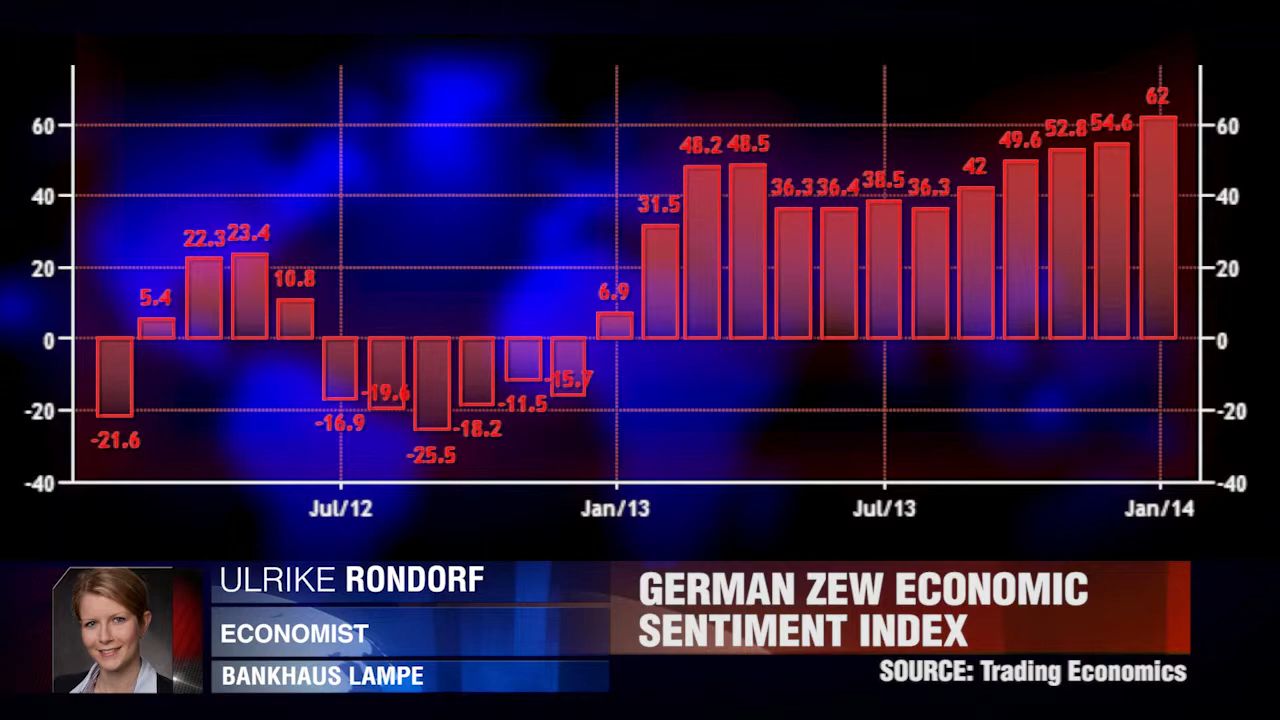 62
60
49.6 52.8 54.6 60
48.2 48.5
42
40
31.5 36.3 36.4 38.5 36.3
40
22.3 23.4
20
10.8
20
5.4
6.9
0
0
-19.6
-15.7
-20
-16.9
-11.5
-20
-21.6
-25.5
-18.2
-40
-40
Jul/12 Jan/13 Jul/13 Jan/14
ULRIKE RONDORF
ECONOMIST
BANKHAUS LAMPE
GERMAN ZEW ECONOMIC
SENTIMENT INDEX
SOURCE: Trading Economics